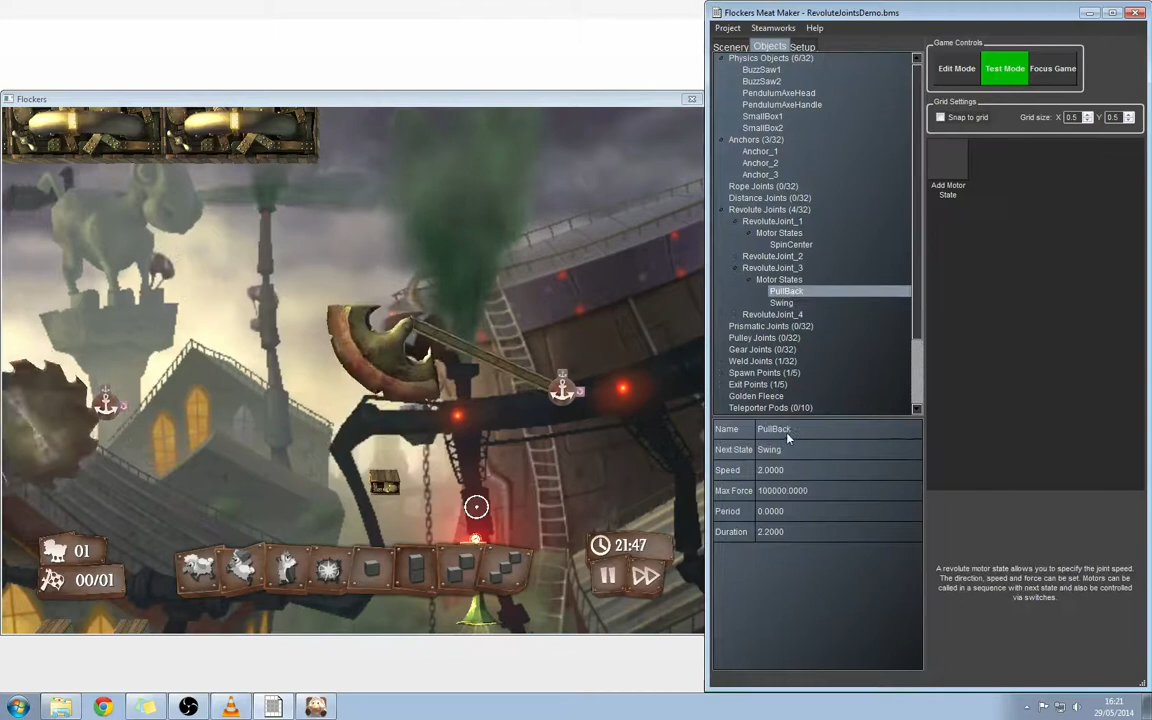 Flockers Meat Maker - RevoluteJointsDemo.bms
Project Steamworks Help
Scenery Objects Setup
Physics Objects (6/32)
BuzzSaw1
BuzzSaw2
PendulumAxeHead
PendulumAxeHandle
SmallBox1
SmallBox2
Anchors (3/32)
Anchor_1
Anchor_2
Anchor_3
Rope Joints (0/32)
Distance Joints (0/32)
Revolute Joints (4/32)
RevoluteJoint_1
Motor States
SpinCenter
RevoluteJoint_2
RevoluteJoint_3
Motor States
PullBack
Swing
RevoluteJoint_4
Prismatic Joints (0/32)
Pulley Joints (0/32)
Gear Joints (0/32)
Weld Joints (1/32)
Spawn Points (1/5)
Exit Points (1/5)
Golden Fleece
Teleporter Pods (0/10)
Name PullBack
Next State Swing
Speed 2.0000
Max Force 100000.0000
Period 0.0000
Duration 2.2000
Game Controls
Edit Mode Test Mode Focus Game
Grid Settings
Snap to grid Grid size: X 0.5 Y 0.5
Add Motor
State
A revolute motor state allows you to specify the joint speed.
The direction, speed and force can be set. Motors can be
called in a sequence with next state and also be controlled
via switches.
Flockers
01
00/01
21:47
16:21
29/05/2014